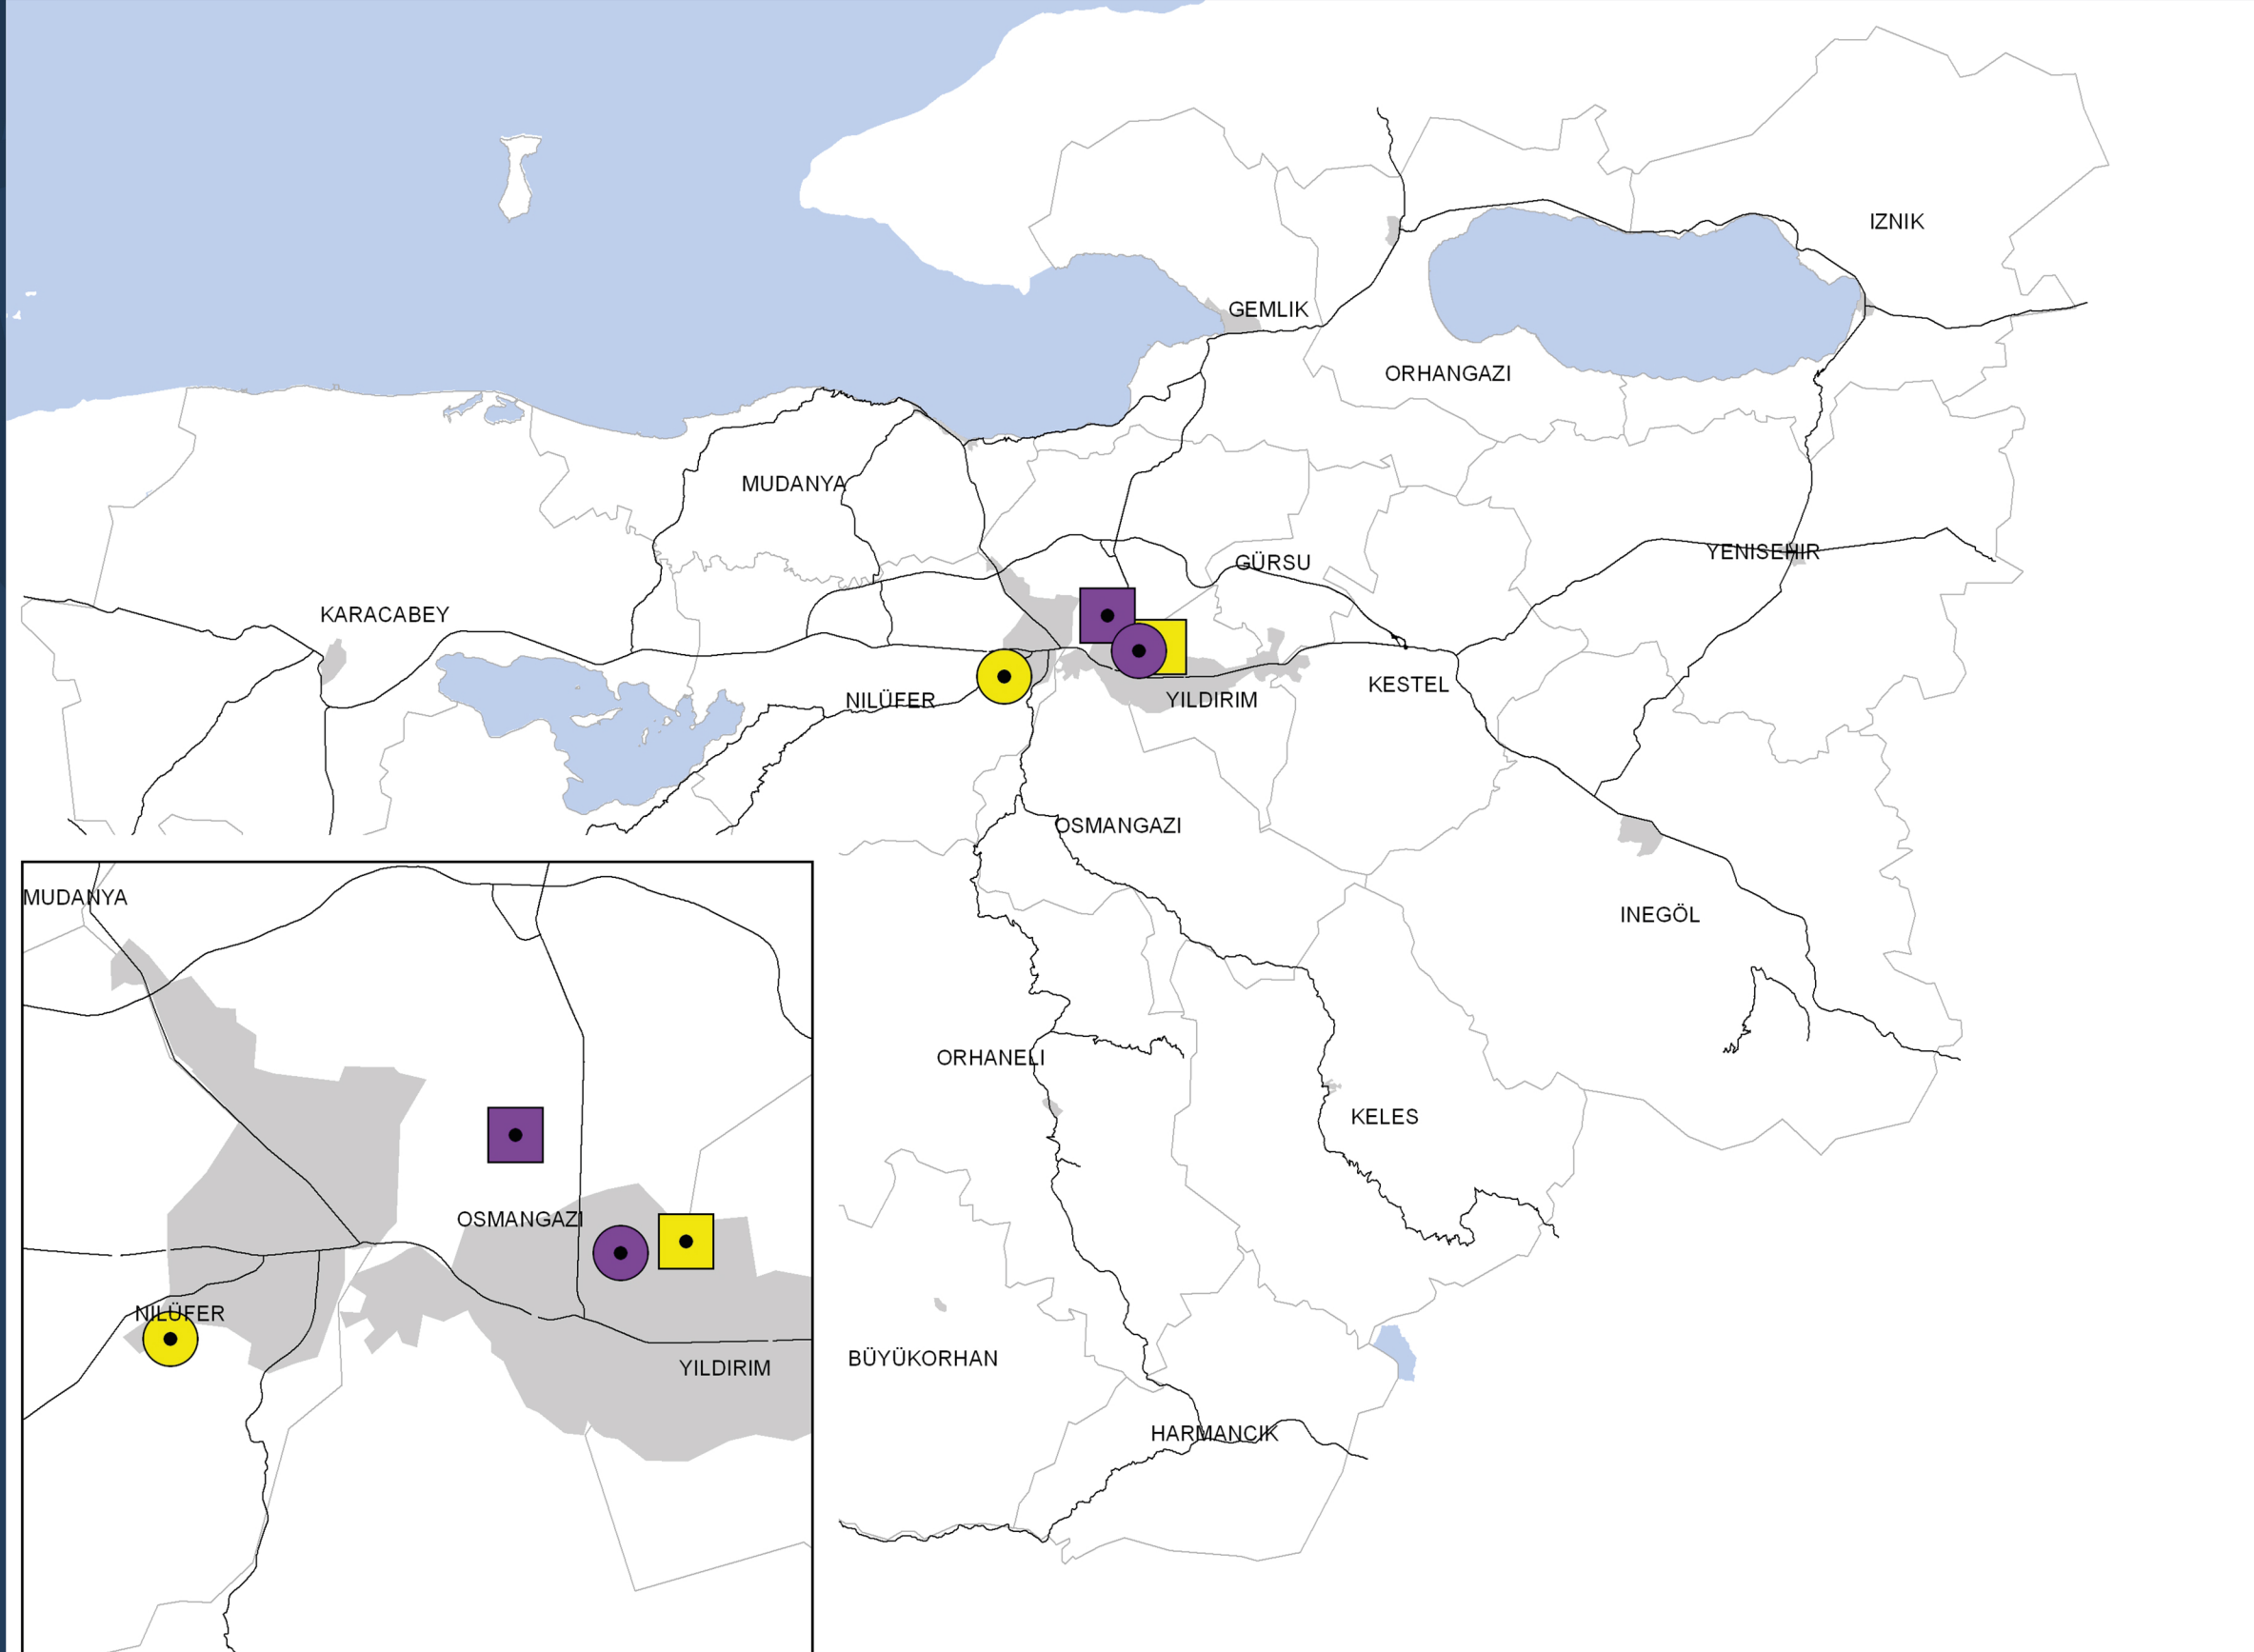 IZNIK
GEMLIK
ORHANGAZI
MUDANYA
YENISEHIR
GÜRSU
KARACABEY
KESTEL
NILÜFER
YILDIRIM
OSMANGAZI
INEGÖL
ORHANELI
KELES
BÜYÜKORHAN
HARMANCIK
MUDANYA
OSMANGAZI
NILÜFER
YILDIRIM